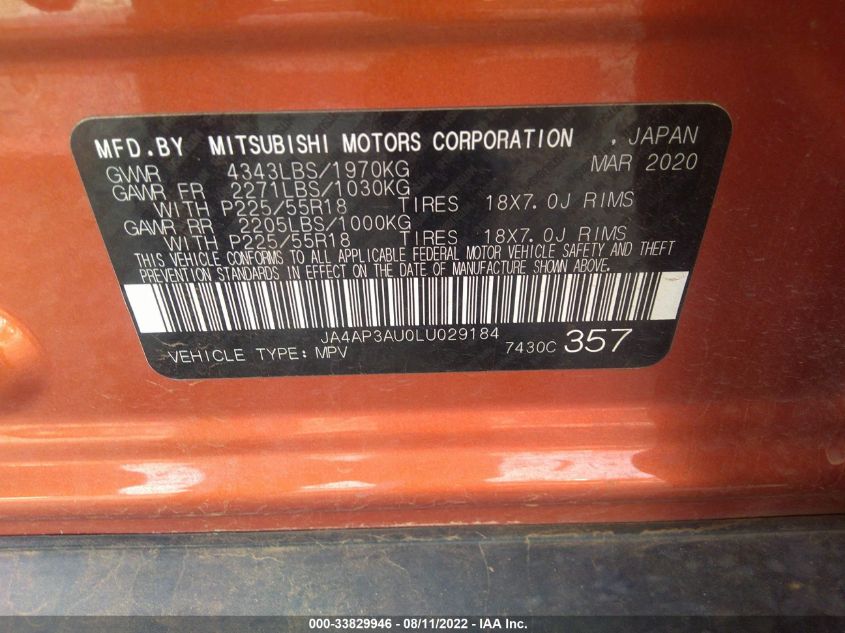 MFD.BY MITSUBISHI MOTORS CORPORATION , JAPAN
GVWR 4343LBS/1970KG MAR 2020
GAWR FR 2271LBS/1030KG
WITH P225/55R18 TIRES 18X7.0J RIMS
GAWR RR 2205LBS/1000KG
WITH P225/55R18 TIRES 18X7.0J RIMS
THIS VEHICLE CONFORMS TO ALL APPLICABLE FEDERAL MOTOR VEHICLE SAFETY AND THEFT
PREVENTION STANDARDS IN EFFECT ON THE DATE OF MANUFACTURE SHOWN ABOVE.
JA4AP3AU0LU029184
VEHICLE TYPE: MPV 7430C 357
000-33829946 - 08/11/2022 - IAA Inc.